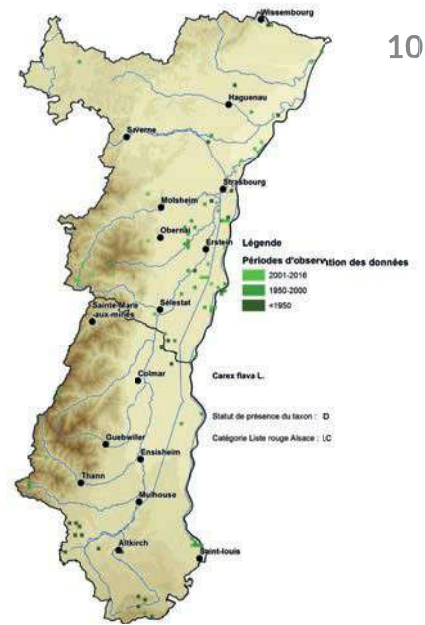 10
Wissembourg
Haguenau
Saverne
Strasbourg
Molsheim
Obernai
Erstein
Légende
Périodes d'observation des données
2001-2016
1950-2000
<1950
Sélestat
Sainte-Marie
-aux-mines
Colmar
Carex flava L.
Statut de présence du taxon : D
Catégorie Liste rouge Alsace : LC
Guebwiler
Ensisheim
Thann
Mulhouse
Altkirch
Saint-louis